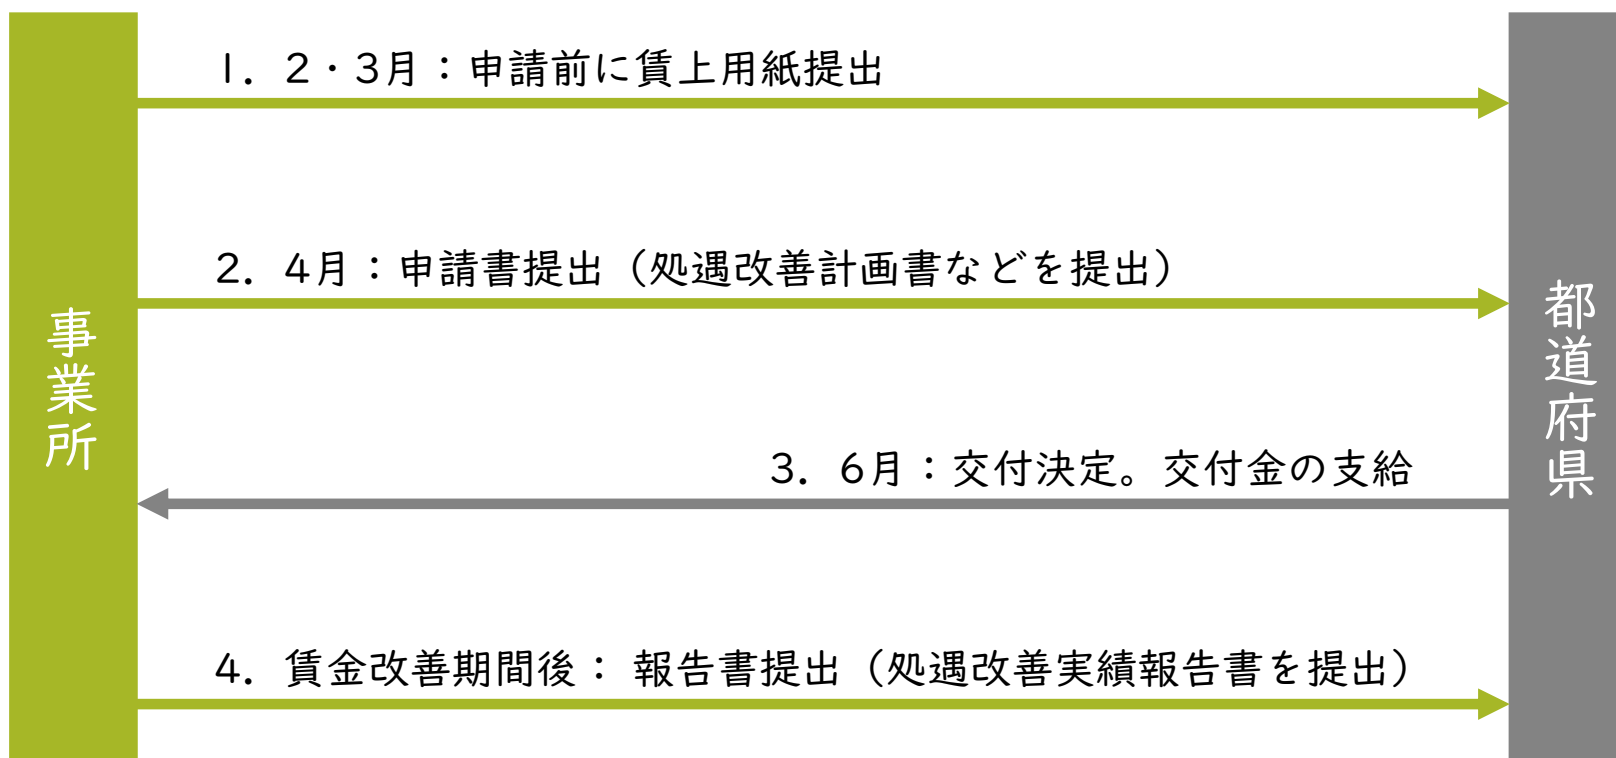 1. 2・3月：申請前に賃上用紙提出
2. 4月：申請書提出（処遇改善計画書などを提出）
事業所
都道府県
3. 6月：交付決定。交付金の支給
4. 賃金改善期間後： 報告書提出（処遇改善実績報告書を提出）